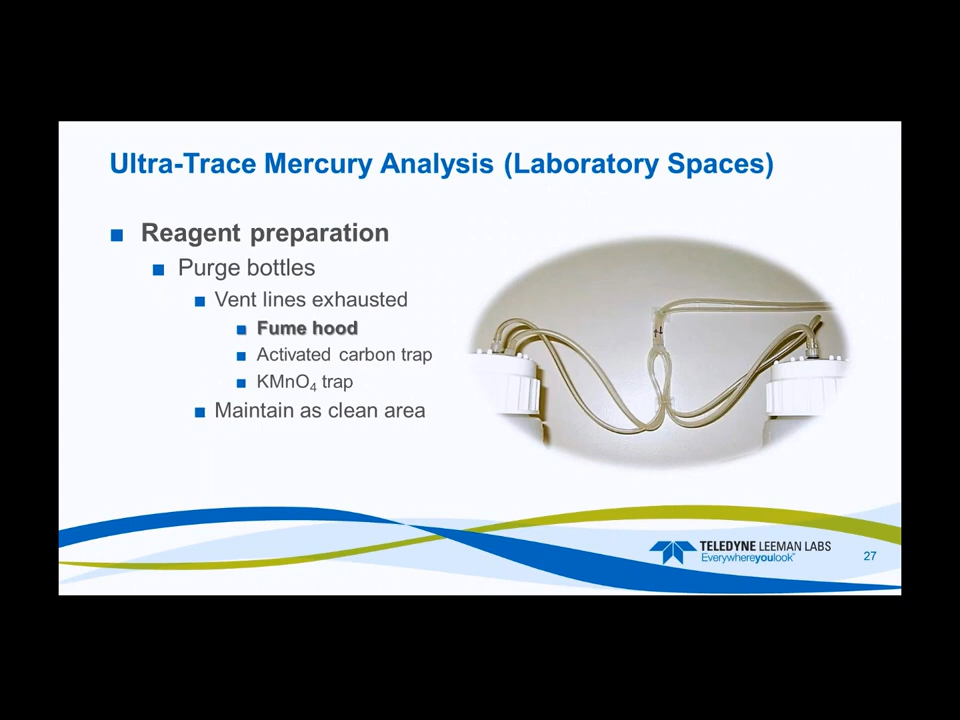 Ultra-Trace Mercury Analysis (Laboratory Spaces)
Reagent preparation
Purge bottles
Vent lines exhausted
Fume hood
Activated carbon trap
KMnO4 trap
Maintain as clean area
TELEDYNE LEEMAN LABS
Everywhereyoulook™
27